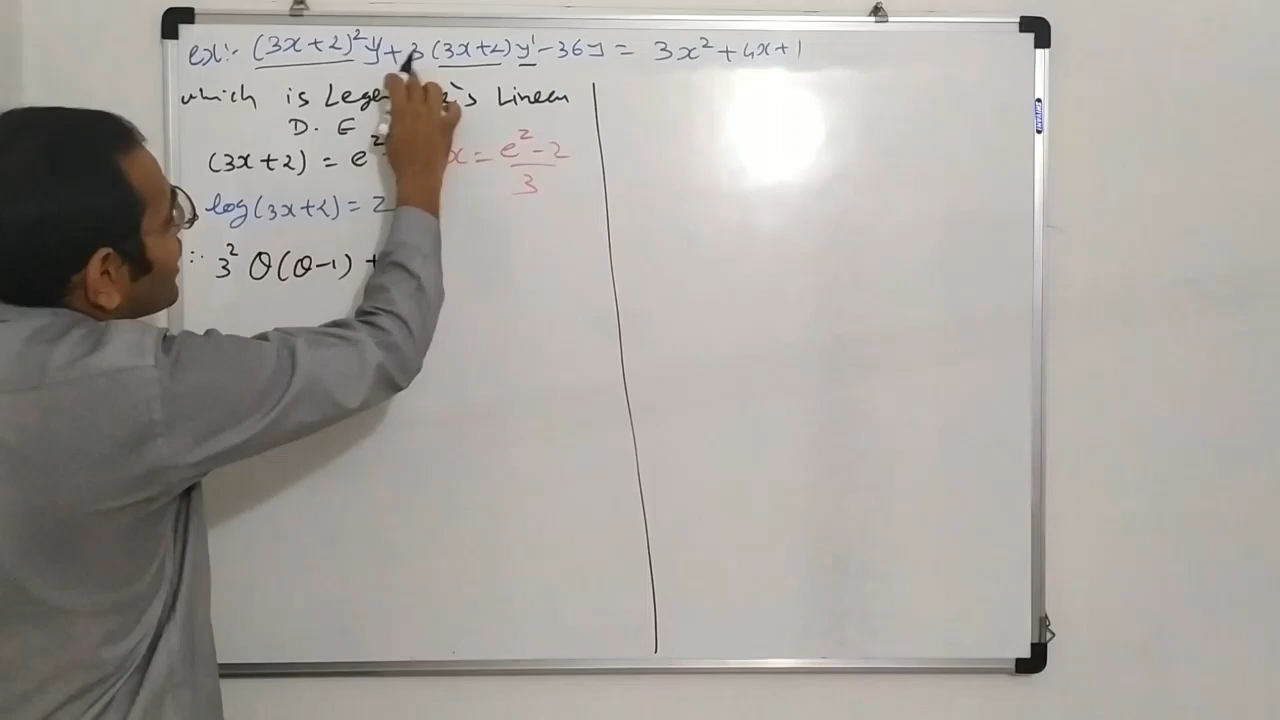 ex:- (3x+2)²y'' + 3(3x+2)y' - 36y = 3x² + 4x + 1
which is Linear
D. E
(3x+2) = e x = e^z - 2 / 3
log(3x+2) = z
∴ 3² θ(θ-1) +